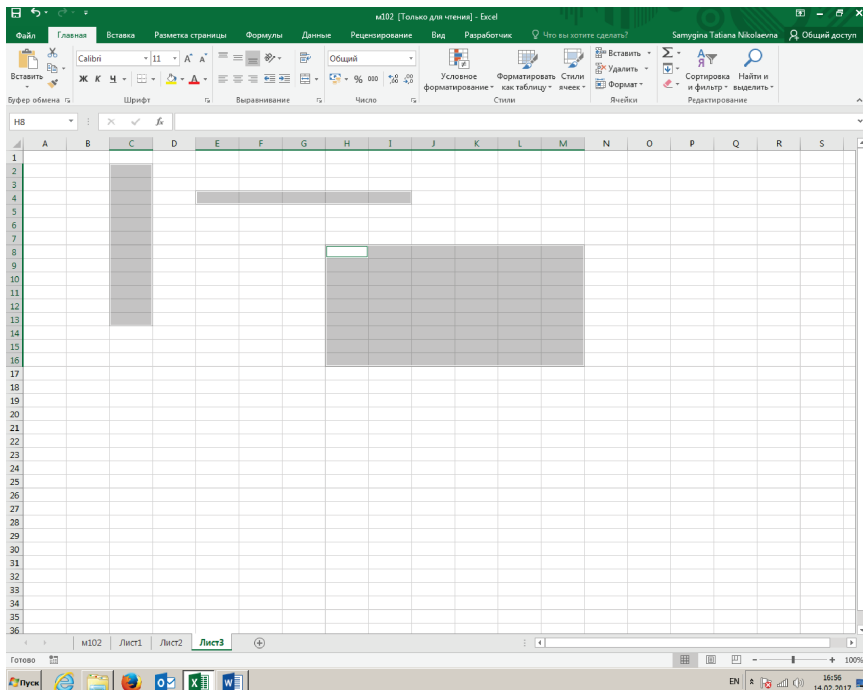 м102 [Только для чтения] - Excel
Файл Главная Вставка Разметка страницы Формулы Данные Рецензирование Вид Разработчик Что вы хотите сделать? Samygina Tatiana Nikolaevna Общий доступ
Вставить
Буфер обмена
Calibri 11
Ж К Ч
Шрифт
Выравнивание
Общий
% 000
Число
Условное форматирование
Форматировать как таблицу
Стили ячеек
Стили
Вставить
Удалить
Формат
Ячейки
Сортировка и фильтр
Найти и выделить
Редактирование
H8 fx
A B C D E F G H I J K L M N O P Q R S
1
2
3
4
5
6
7
8
9
10
11
12
13
14
15
16
17
18
19
20
21
22
23
24
25
26
27
28
29
30
31
32
33
34
35
36
м102 Лист1 Лист2 Лист3
Готово 100%
Пуск EN 16:56
14.02.2017